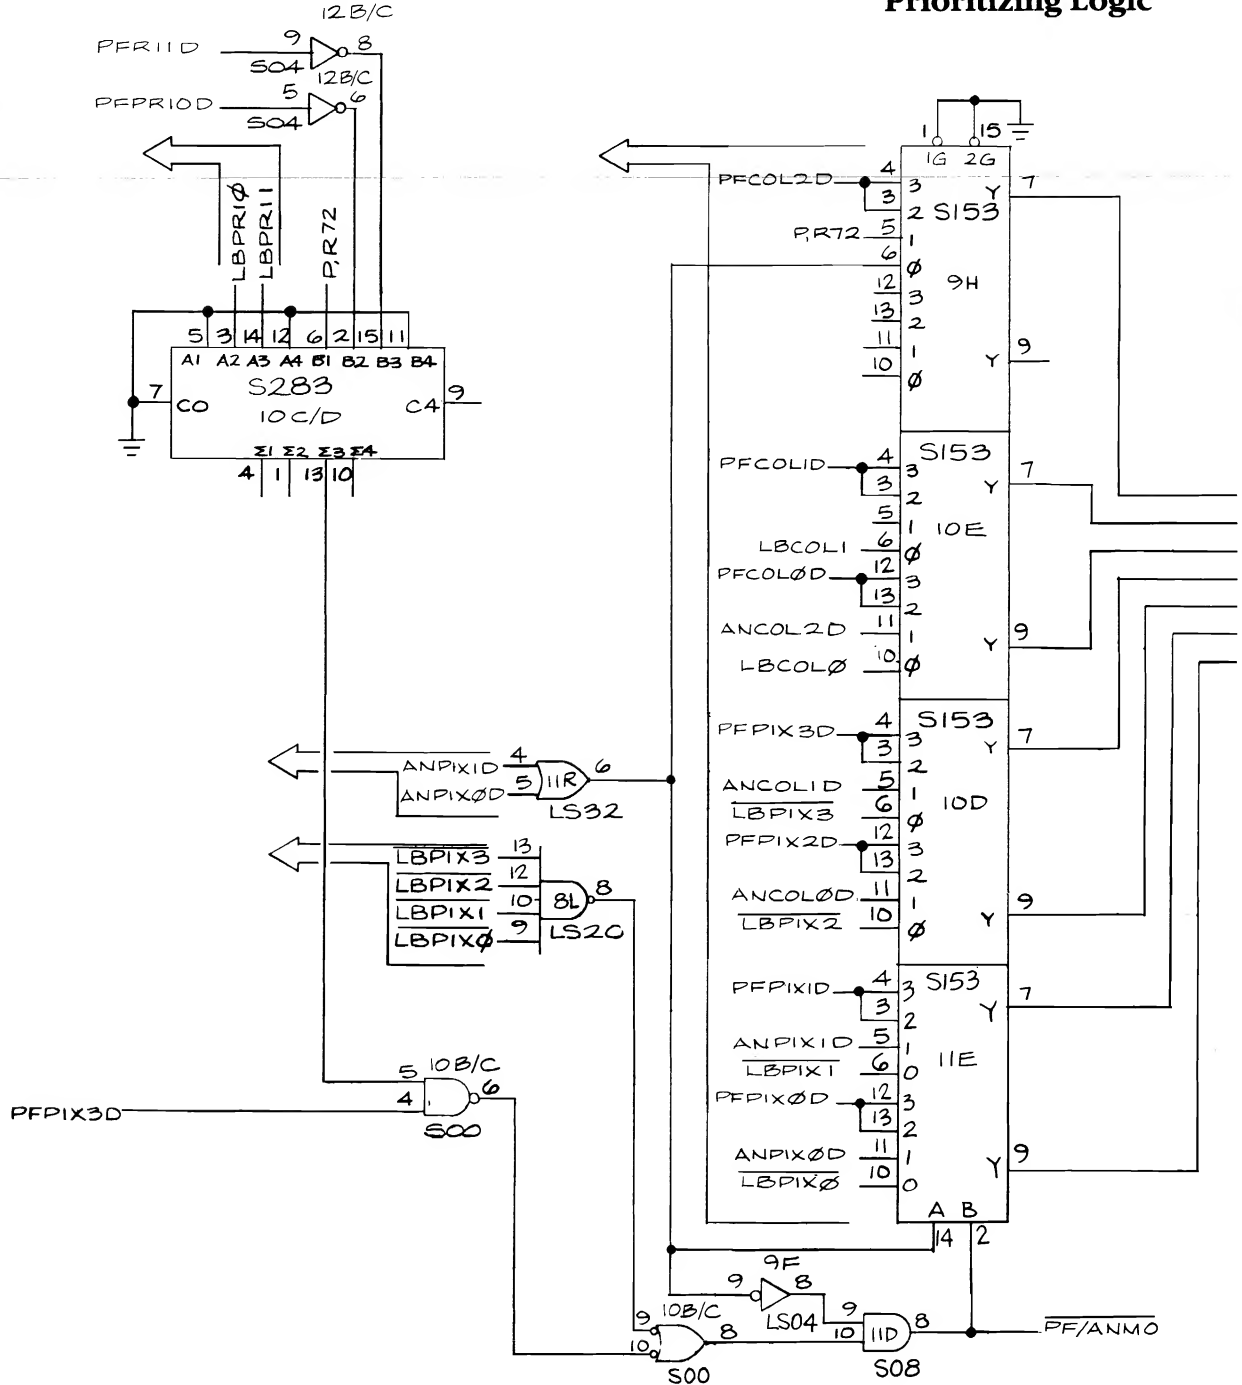 Prioritizing Logic
12 B/C
PFR11D 9 8
S04 12B/C
PFPR10D 5 6
S04
LBPR1Ø
LBPR11
P,R72
5 3 14 12 6 2 15 11
A1 A2 A3 A4 B1 B2 B3 B4
S283
7 C0 C4 9
10 C/D
Σ1 Σ2 Σ3 Σ4
4 1 13 10
ANPIX1D 4
ANPIXØD 5 11R 6
LS32
LBPIX3 13
LBPIX2 12
LBPIX1 10 8L 8
LBPIXØ 9 LS20
10B/C
5
PFPIX3D 4 6
S00
1 15
1G 2G
PFCOL2D 4 3 Y 7
3 2 S153
P,R72 5 1
6 Ø
12 3 9H
13 2
11 1 Y 9
10 Ø
S153
PFCOL1D 4 3 Y 7
3 2
5 1 10E
LBCOL1 6 Ø
PFCOLØD 12 3
13 2
ANCOL2D 11 1 Y 9
LBCOLØ 10 Ø
S153
PFPIX3D 4 3 Y 7
3 2
ANCOL1D 5 1 10D
LBPIX3 6 Ø
PFPIX2D 12 3
13 2
ANCOLØD 11 1 Y 9
LBPIX2 10 Ø
S153
PFPIX1D 4 3 Y 7
3 2
ANPIX1D 5 1 11E
LBPIX1 6 0
PFPIXØD 12 3
13 2
ANPIXØD 11 1 Y 9
LBPIXØ 10 0
A B
14 2
9F
9 8
LS04
10B/C
9
10 8
S00
9
10 11D 8
S08
PF/ANMO